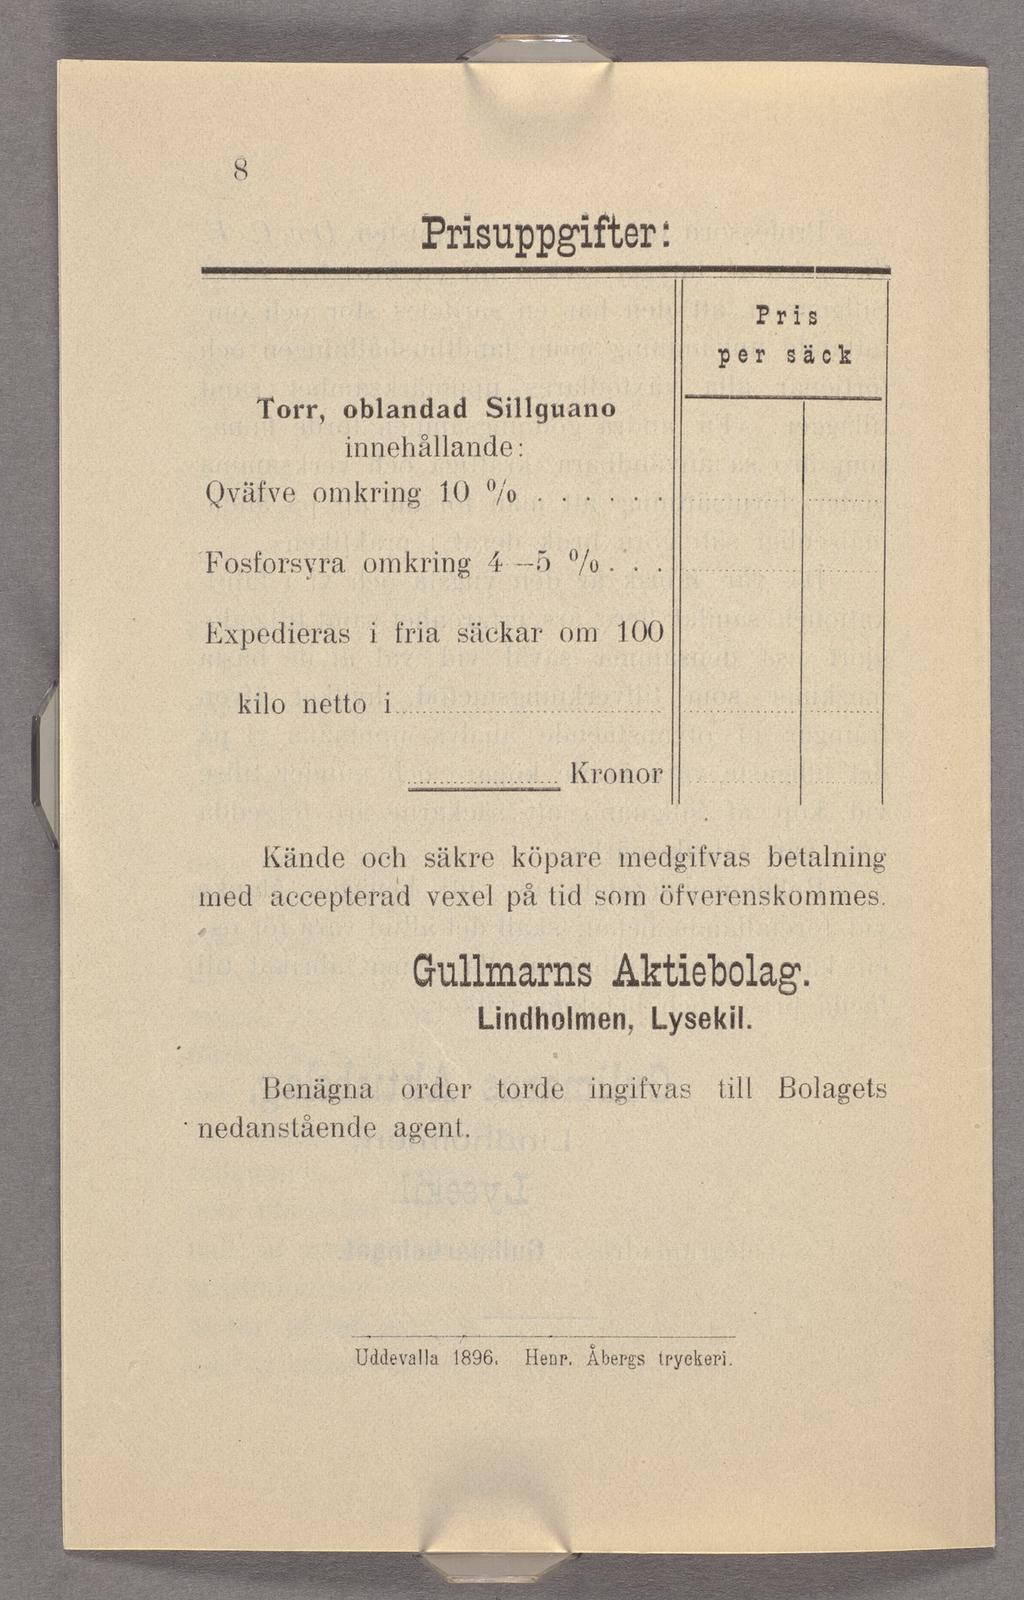 8
Prisuppgifter:
Pris
per säck
Torr, oblandad Sillguano
innehållande:
Qväfve omkring 10 % . . . . . .
Fosforsyra omkring 4—5 % . . .
Expedieras i fria säckar om 100
kilo netto i
Kronor
Kände och säkre köpare medgifvas betalning
med accepterad vexel på tid som öfverenskommes.
Gullmarns Aktiebolag.
Lindholmen, Lysekil.
Benägna order torde ingifvas till Bolagets
nedanstående agent.
Uddevalla 1896. Henr. Åbergs tryckeri.